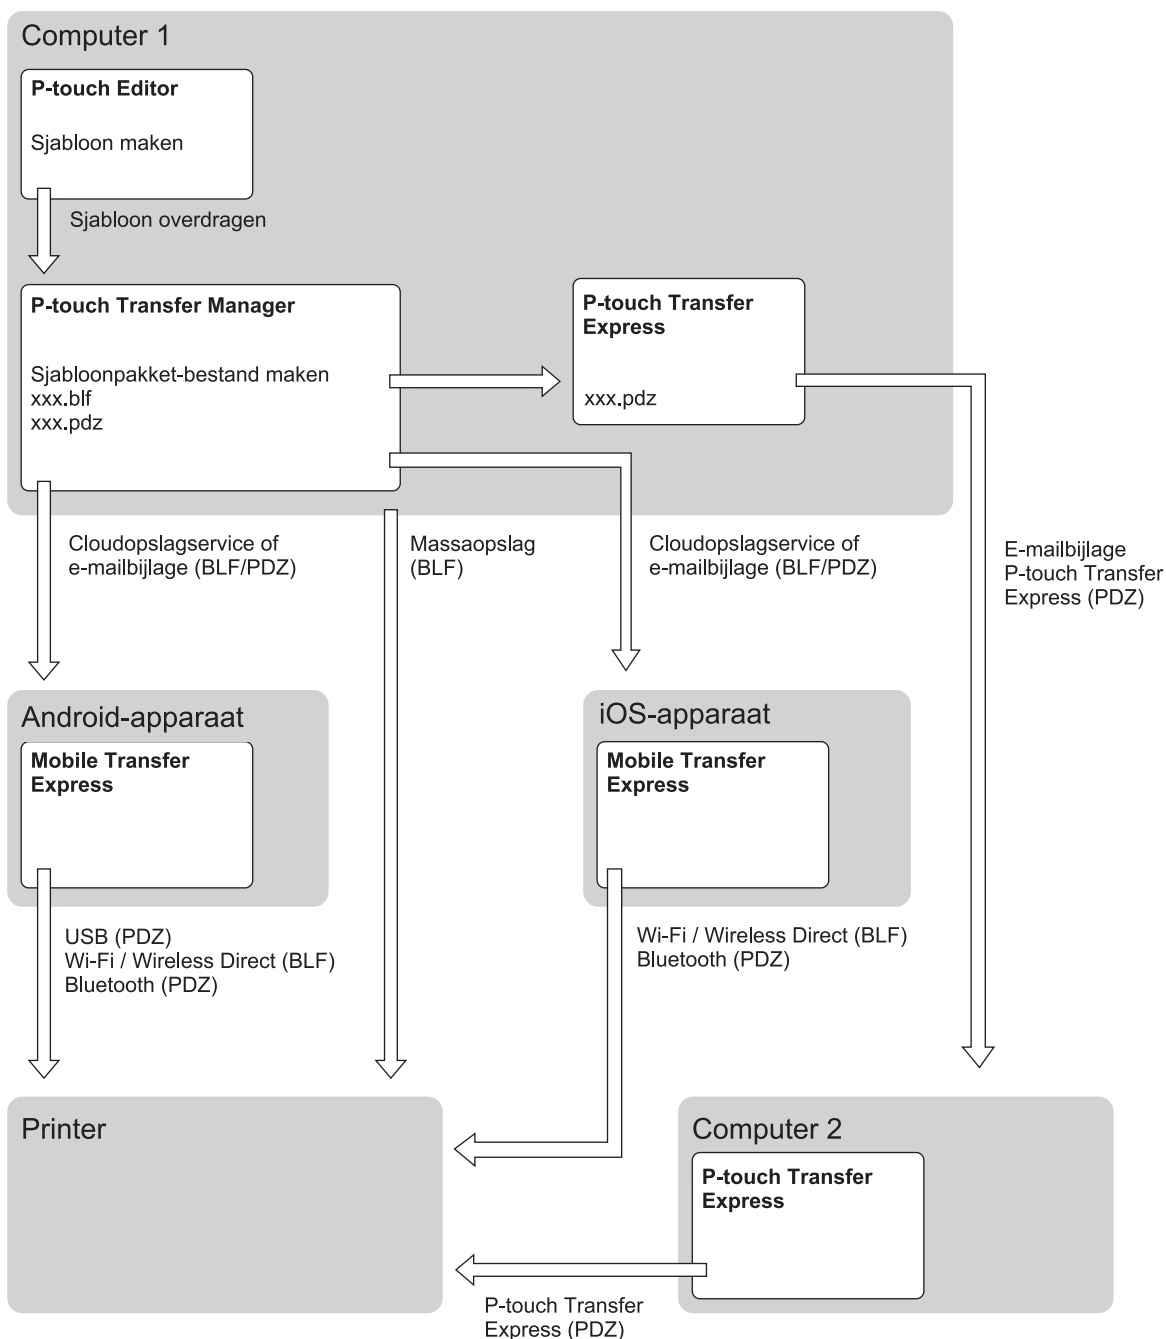 Computer 1
P-touch Editor
Sjabloon maken
Sjabloon overdragen
P-touch Transfer Manager
Sjabloonpakket-bestand maken
xxx.blf
xxx.pdz
P-touch Transfer
Express
xxx.pdz
Cloudopslagservice of
e-mailbijlage (BLF/PDZ)
Massaopslag
(BLF)
Cloudopslagservice of
e-mailbijlage (BLF/PDZ)
E-mailbijlage
P-touch Transfer
Express (PDZ)
Android-apparaat
Mobile Transfer
Express
iOS-apparaat
Mobile Transfer
Express
USB (PDZ)
Wi-Fi / Wireless Direct (BLF)
Bluetooth (PDZ)
Wi-Fi / Wireless Direct (BLF)
Bluetooth (PDZ)
Printer
Computer 2
P-touch Transfer
Express
P-touch Transfer
Express (PDZ)